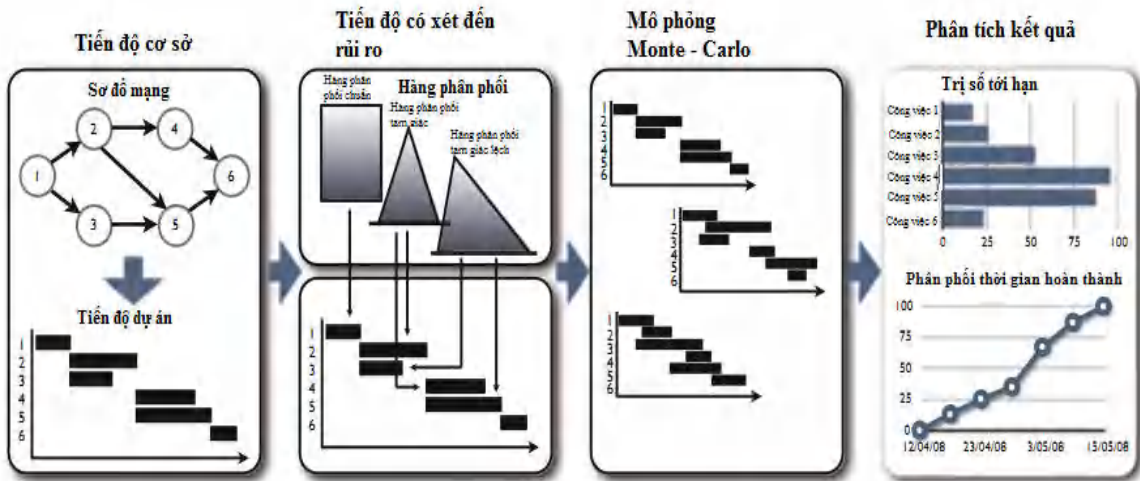 Tiến độ cơ sở
Sơ đồ mạng
1
2
3
4
5
6
Tiến độ dự án
1
2
3
4
5
6
Tiến độ có xét đến
rủi ro
Hàng phân
phối chuẩn
Hàng phân phối
Hàng phân phối
tam giác
Hàng phân phối
tam giác lệch
1
2
3
4
5
6
Mô phỏng
Monte - Carlo
1
2
3
4
5
6
1
2
3
4
5
6
1
2
3
4
5
6
Phân tích kết quả
Trị số tới hạn
Công việc 1
Công việc 2
Công việc 3
Công việc 4
Công việc 5
Công việc 6
0 25 75 100
Phân phối thời gian hoàn thành
100
75
25
0
12/04/08 23/04/08 3/05/08 15/05/08